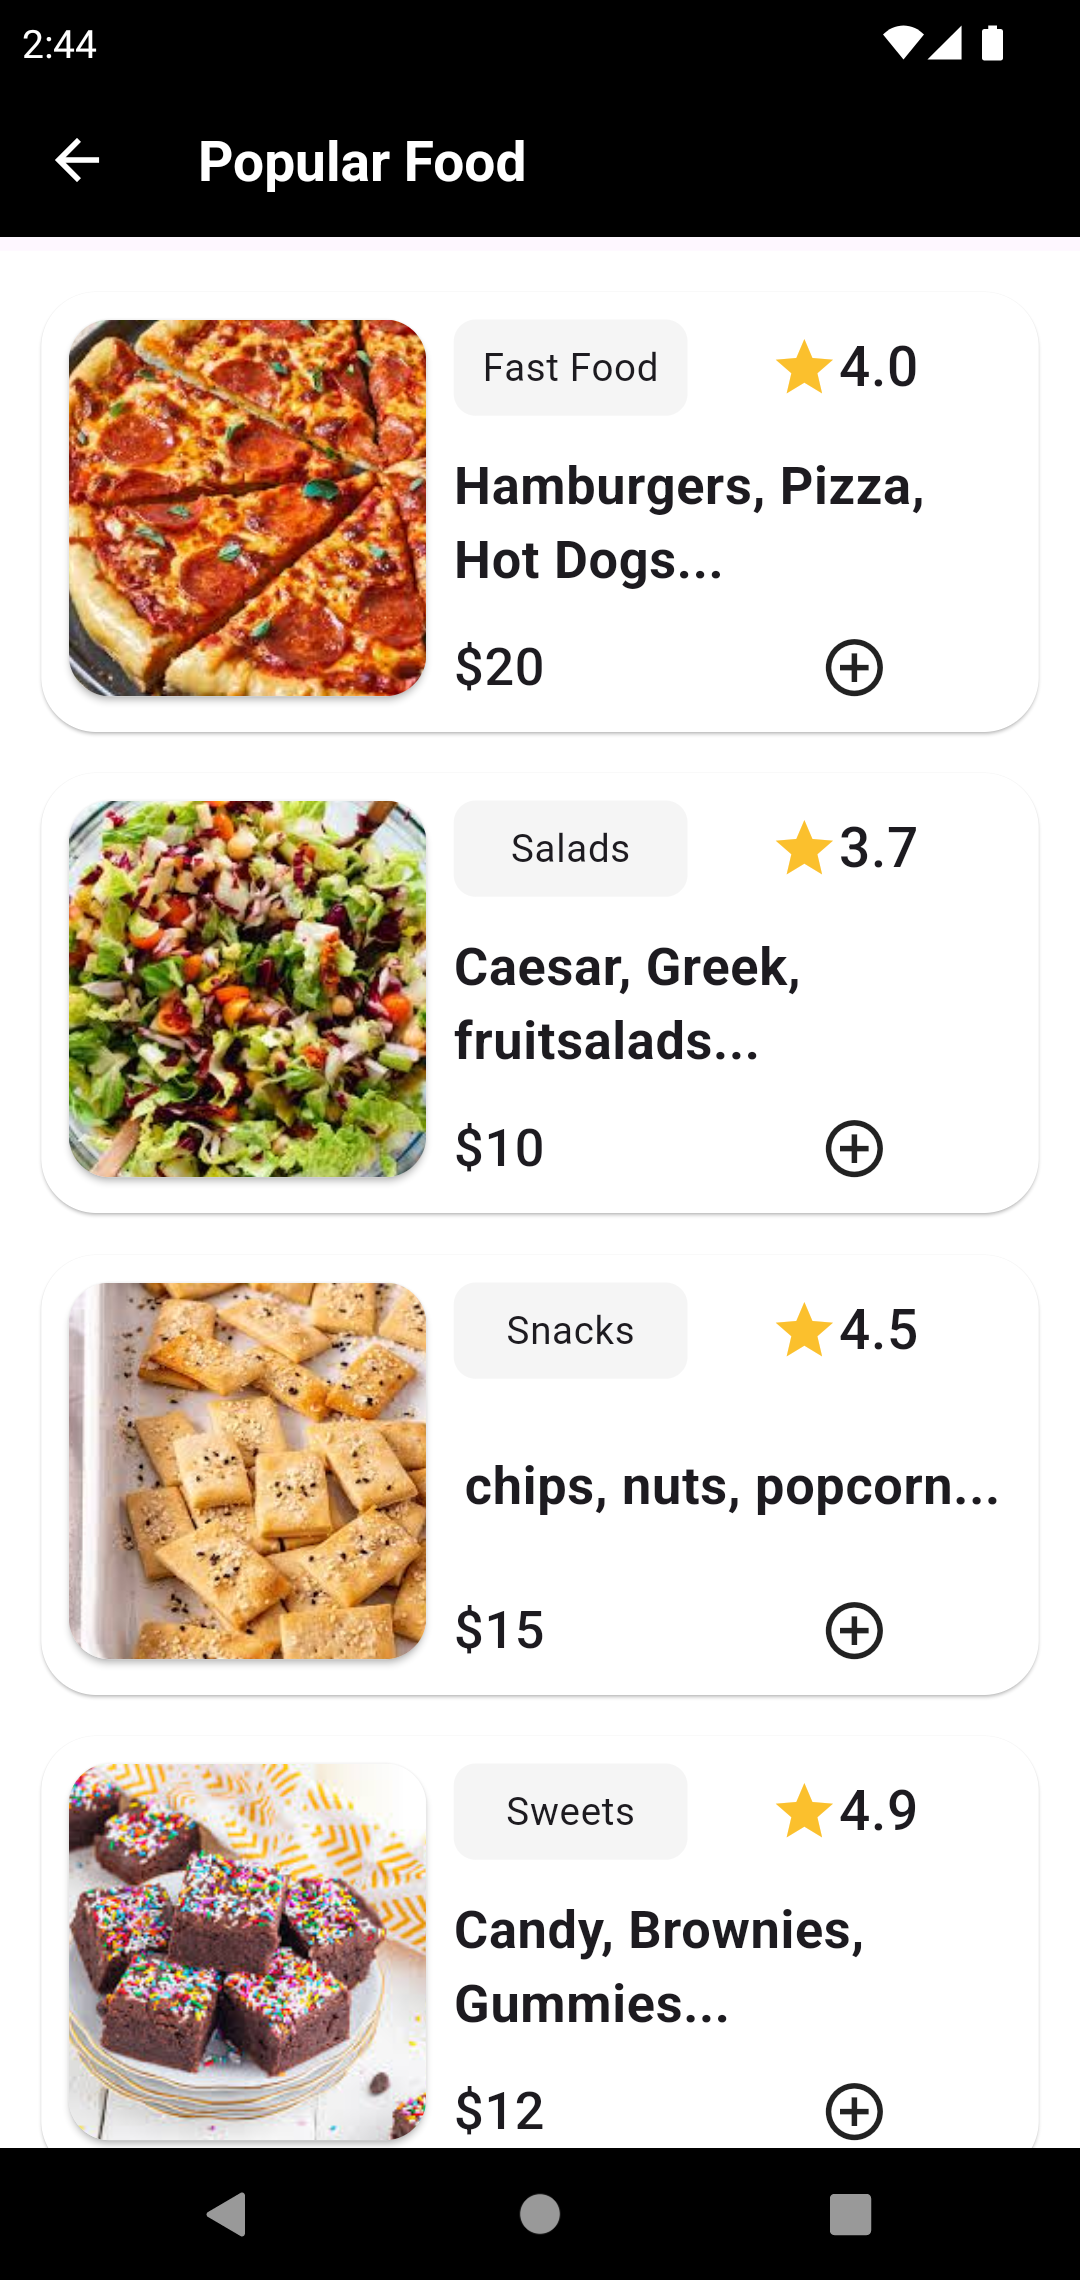 2:44
Popular Food
Fast Food
4.0
Hamburgers, Pizza,
Hot Dogs...
$20
Salads
3.7
Caesar, Greek,
fruitsalads...
$10
Snacks
4.5
chips, nuts, popcorn...
$15
Sweets
4.9
Candy, Brownies,
Gummies...
$12